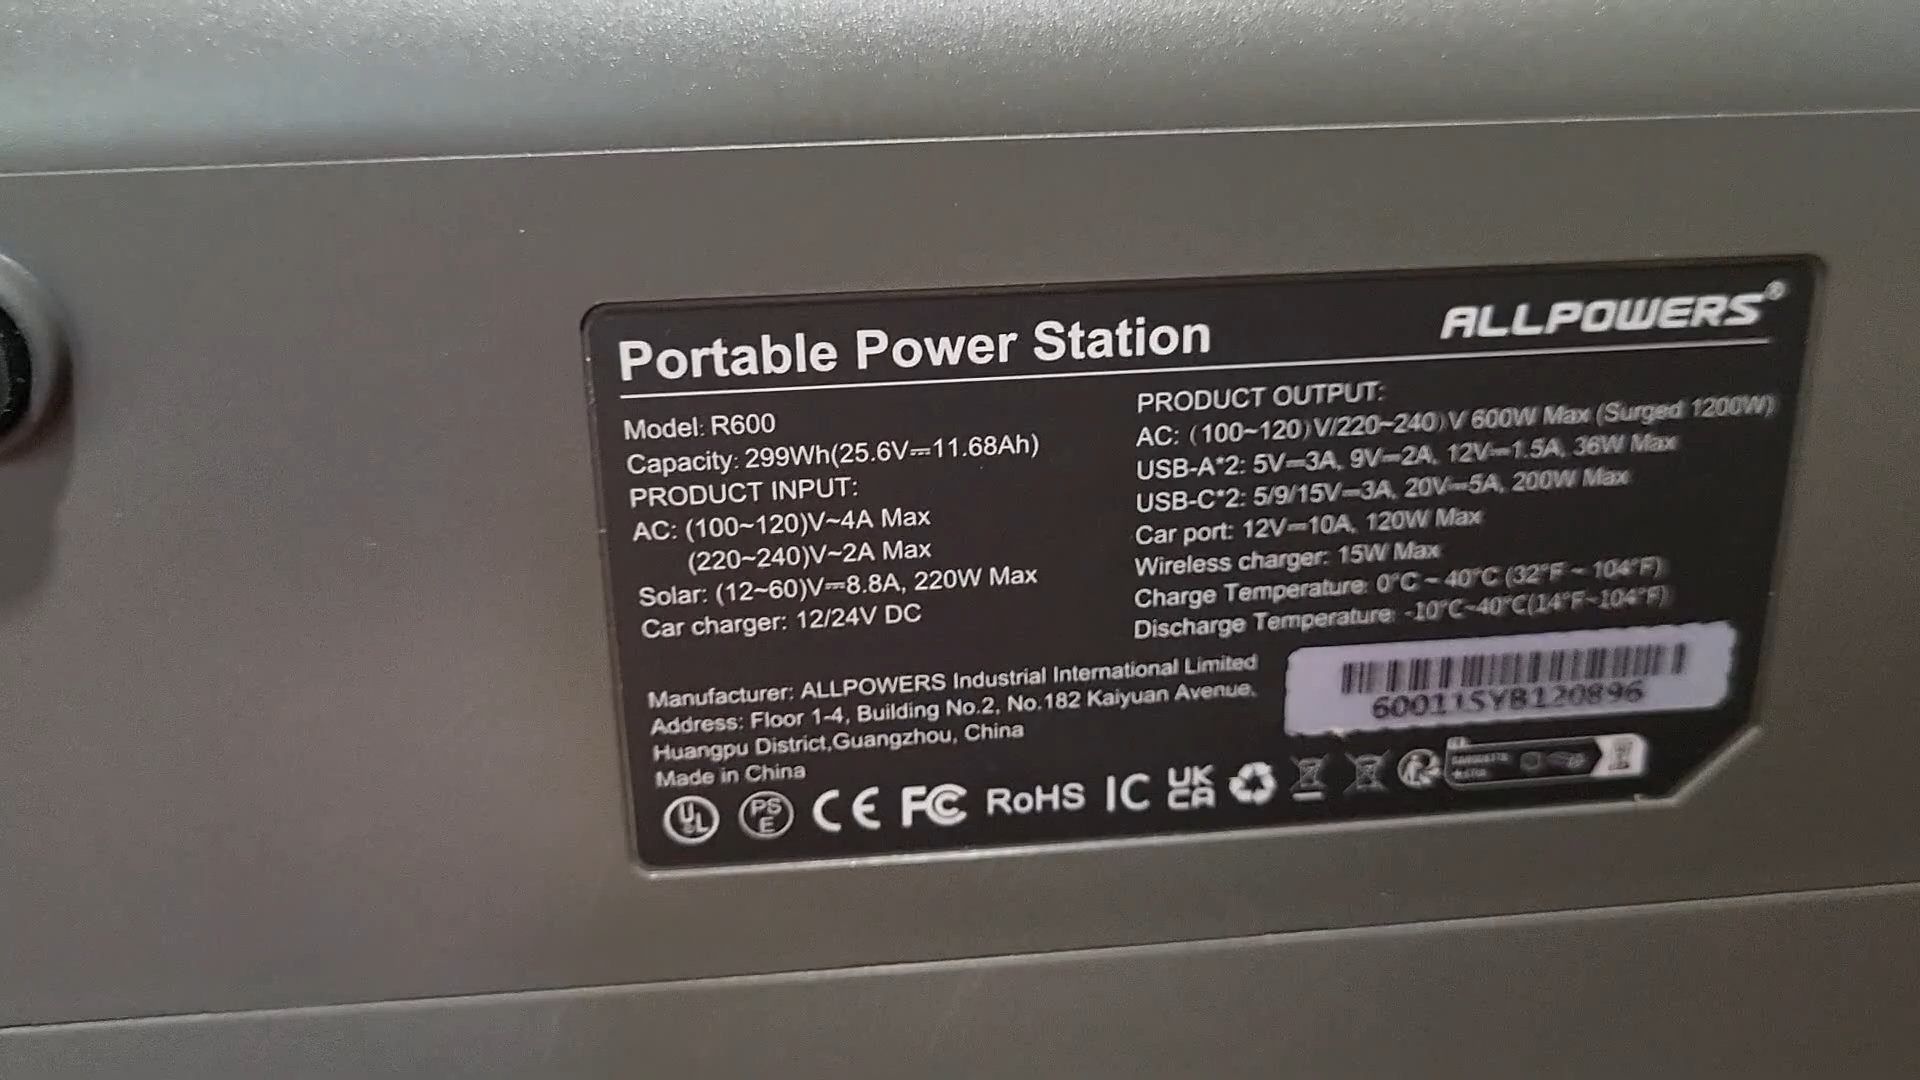 Portable Power Station
ALLPOWERS®
Model: R600
Capacity: 299Wh(25.6V⎓11.68Ah)
PRODUCT INPUT:
AC: (100~120)V~4A Max
(220~240)V~2A Max
Solar: (12~60)V⎓8.8A, 220W Max
Car charger: 12/24V DC
PRODUCT OUTPUT:
AC: (100~120)V/220~240)V 600W Max (Surged 1200W)
USB-A*2: 5V⎓3A, 9V⎓2A, 12V⎓1.5A, 36W Max
USB-C*2: 5/9/15V⎓3A, 20V⎓5A, 200W Max
Car port: 12V⎓10A, 120W Max
Wireless charger: 15W Max
Charge Temperature: 0°C ~ 40°C (32°F ~ 104°F)
Discharge Temperature: -10°C~40°C(14°F~104°F)
Manufacturer: ALLPOWERS Industrial International Limited
Address: Floor 1-4, Building No.2, No.182 Kaiyuan Avenue,
Huangpu District,Guangzhou, China
Made in China
600115YB120896
UL PSE CE FC RoHS IC UKCA